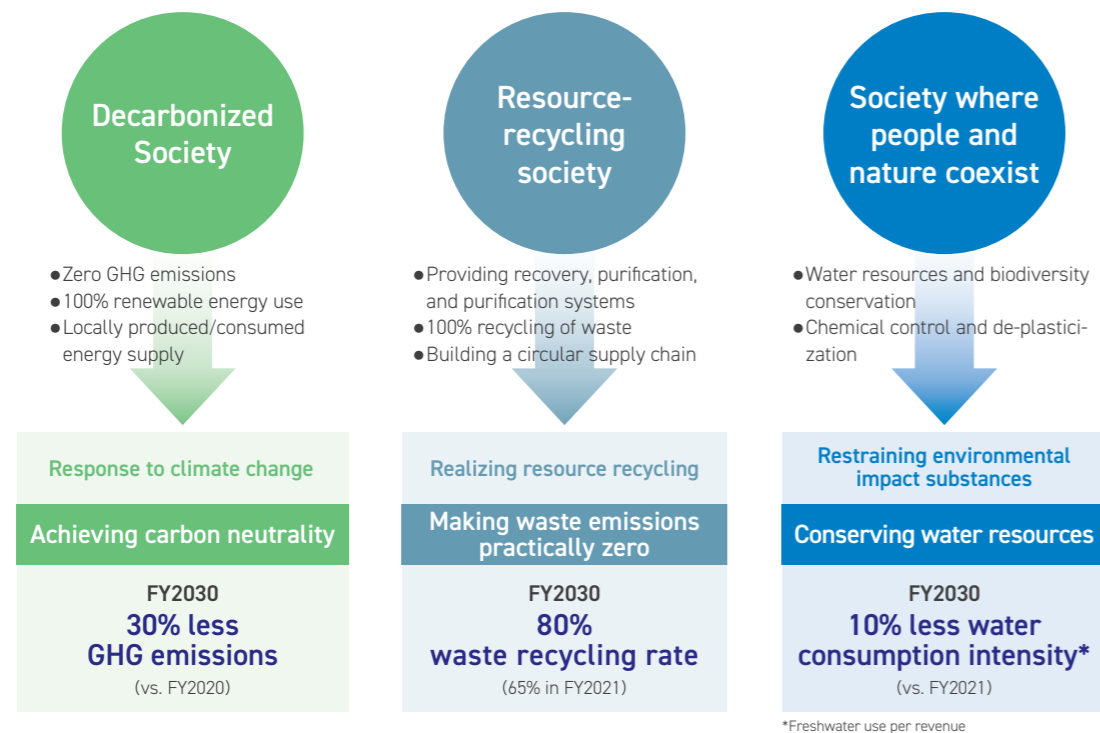 Decarbonized
Society
●Zero GHG emissions
●100% renewable energy use
●Locally produced/consumed
energy supply
Response to climate change
Achieving carbon neutrality
FY2030
30% less
GHG emissions
(vs. FY2020)
Resource-
recycling
society
●Providing recovery, purification,
and purification systems
●100% recycling of waste
●Building a circular supply chain
Realizing resource recycling
Making waste emissions
practically zero
FY2030
80%
waste recycling rate
(65% in FY2021)
Society where
people and
nature coexist
●Water resources and biodiversity
conservation
●Chemical control and de-plastici-
zation
Restraining environmental
impact substances
Conserving water resources
FY2030
10% less water
consumption intensity*
(vs. FY2021)
*Freshwater use per revenue